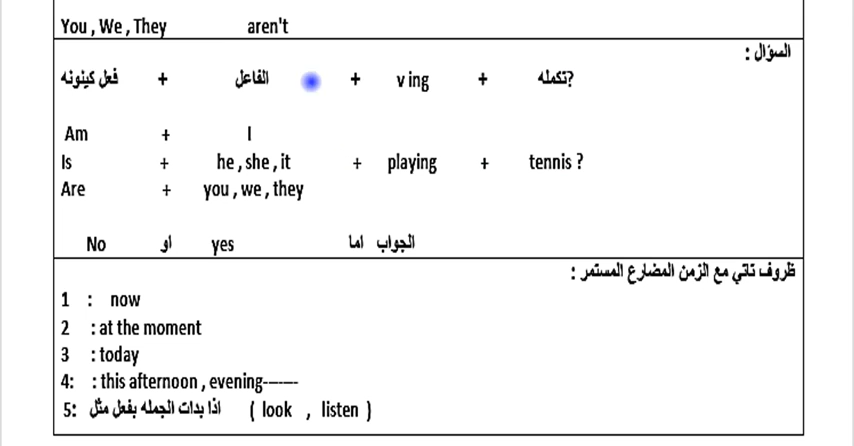 You , We , They aren't
السؤال :
فعل كينونه + الفاعل + v ing + تكمله?
Am + I
Is + he , she , it + playing + tennis ?
Are + you , we , they
No او yes الجواب اما
ظروف تاتي مع الزمن المضارع المستمر :
1 : now
2 : at the moment
3 : today
4: : this afternoon , evening------
5: اذا بدات الجمله بفعل مثل ( look , listen )